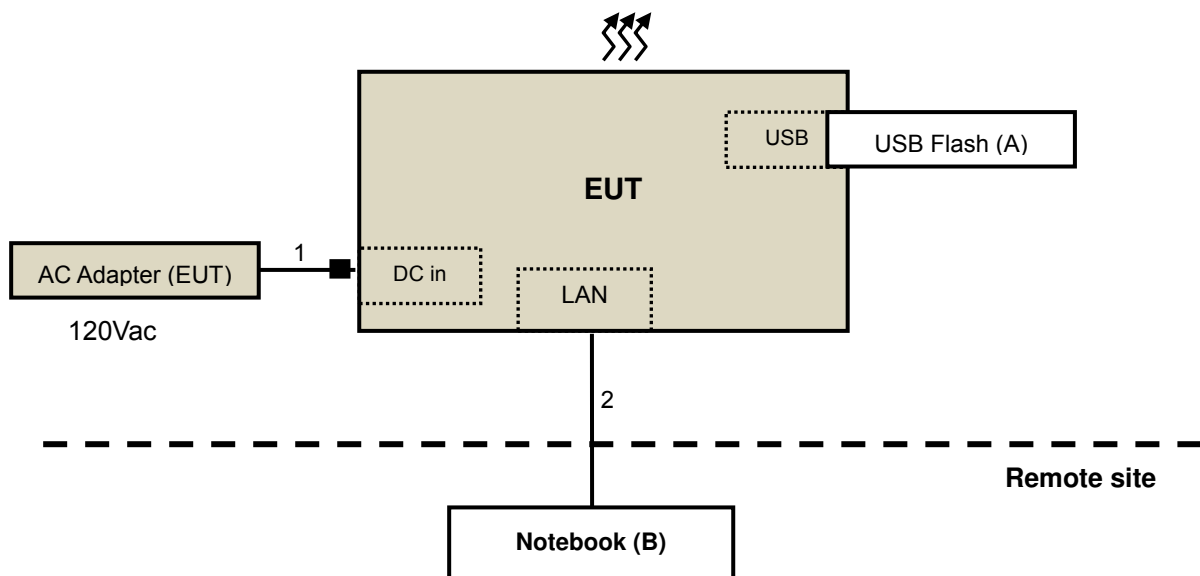 USB
USB Flash (A)
EUT
1
AC Adapter (EUT)
DC in
LAN
120Vac
2
Remote site
Notebook (B)